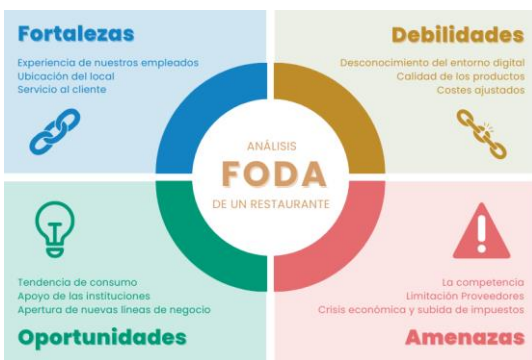 Fortalezas
Experiencia de nuestros empleados
Ubicación del local
Servicio al cliente
Debilidades
Desconocimiento del entorno digital
Calidad de los productos
Costes ajustados
ANÁLISIS
FODA
DE UN RESTAURANTE
Tendencia de consumo
Apoyo de las instituciones
Apertura de nuevas líneas de negocio
Oportunidades
La competencia
Limitación Proveedores
Crisis económica y subida de impuestos
Amenazas